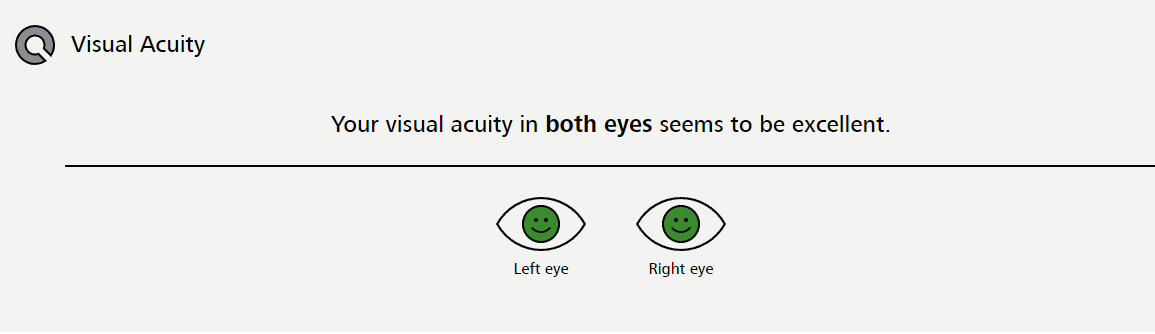 Visual Acuity
Your visual acuity in both eyes seems to be excellent.
Left eye
Right eye